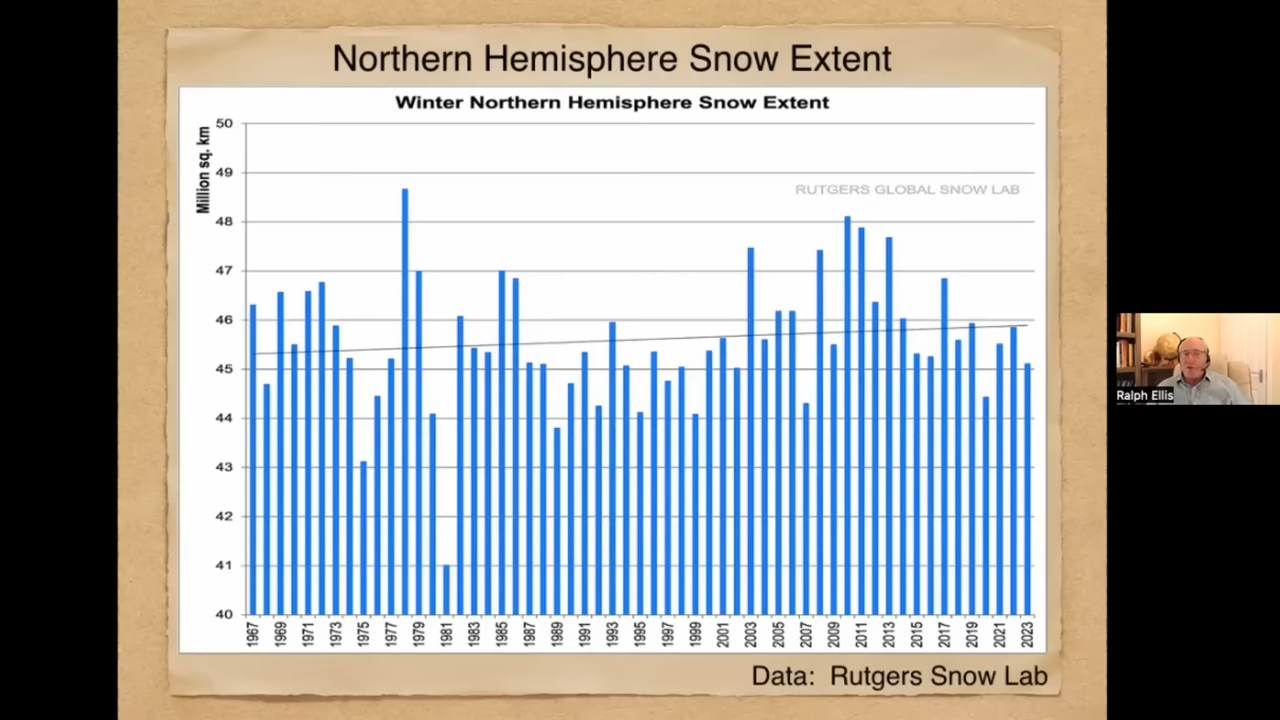 Northern Hemisphere Snow Extent
Winter Northern Hemisphere Snow Extent
Million sq. km
50
49
48
47
46
45
44
43
42
41
40
RUTGERS GLOBAL SNOW LAB
1967 1969 1971 1973 1975 1977 1979 1981 1983 1985 1987 1989 1991 1993 1995 1997 1999 2001 2003 2005 2007 2009 2011 2013 2015 2017 2019 2021 2023
Data: Rutgers Snow Lab
Ralph Ellis